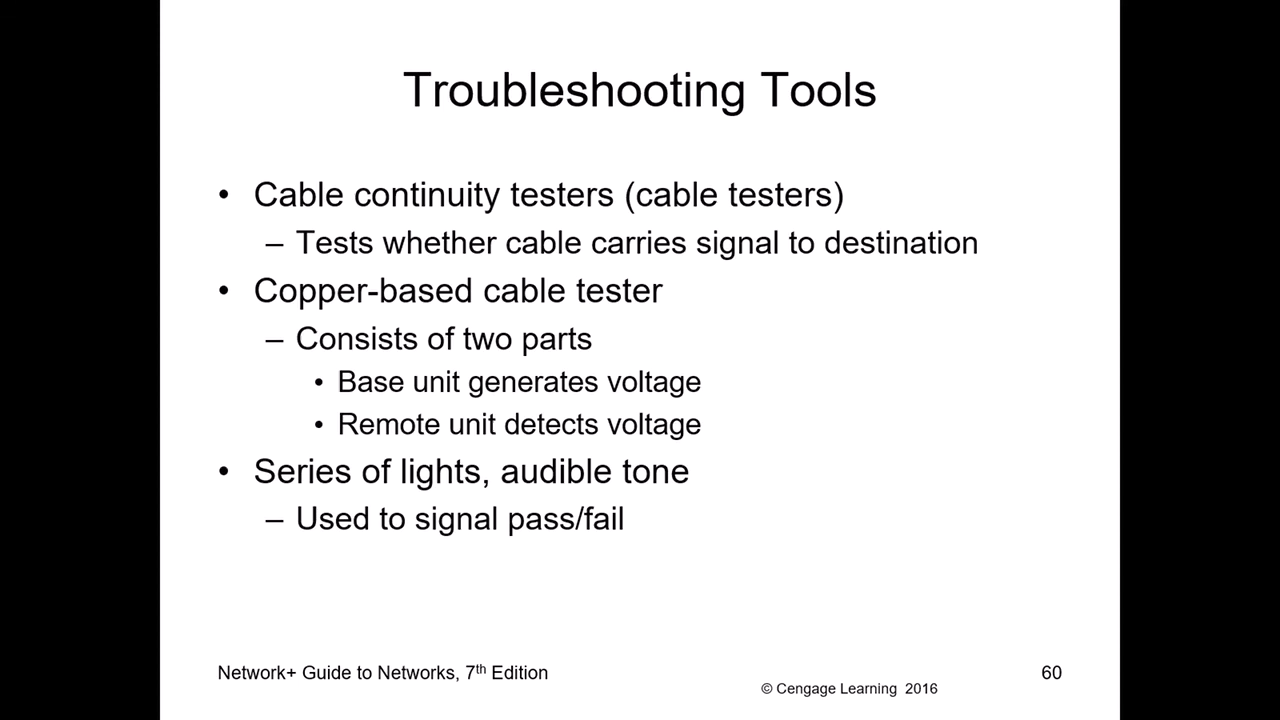 Troubleshooting Tools
• Cable continuity testers (cable testers)
– Tests whether cable carries signal to destination
• Copper-based cable tester
– Consists of two parts
• Base unit generates voltage
• Remote unit detects voltage
• Series of lights, audible tone
– Used to signal pass/fail
Network+ Guide to Networks, 7th Edition
60
© Cengage Learning 2016